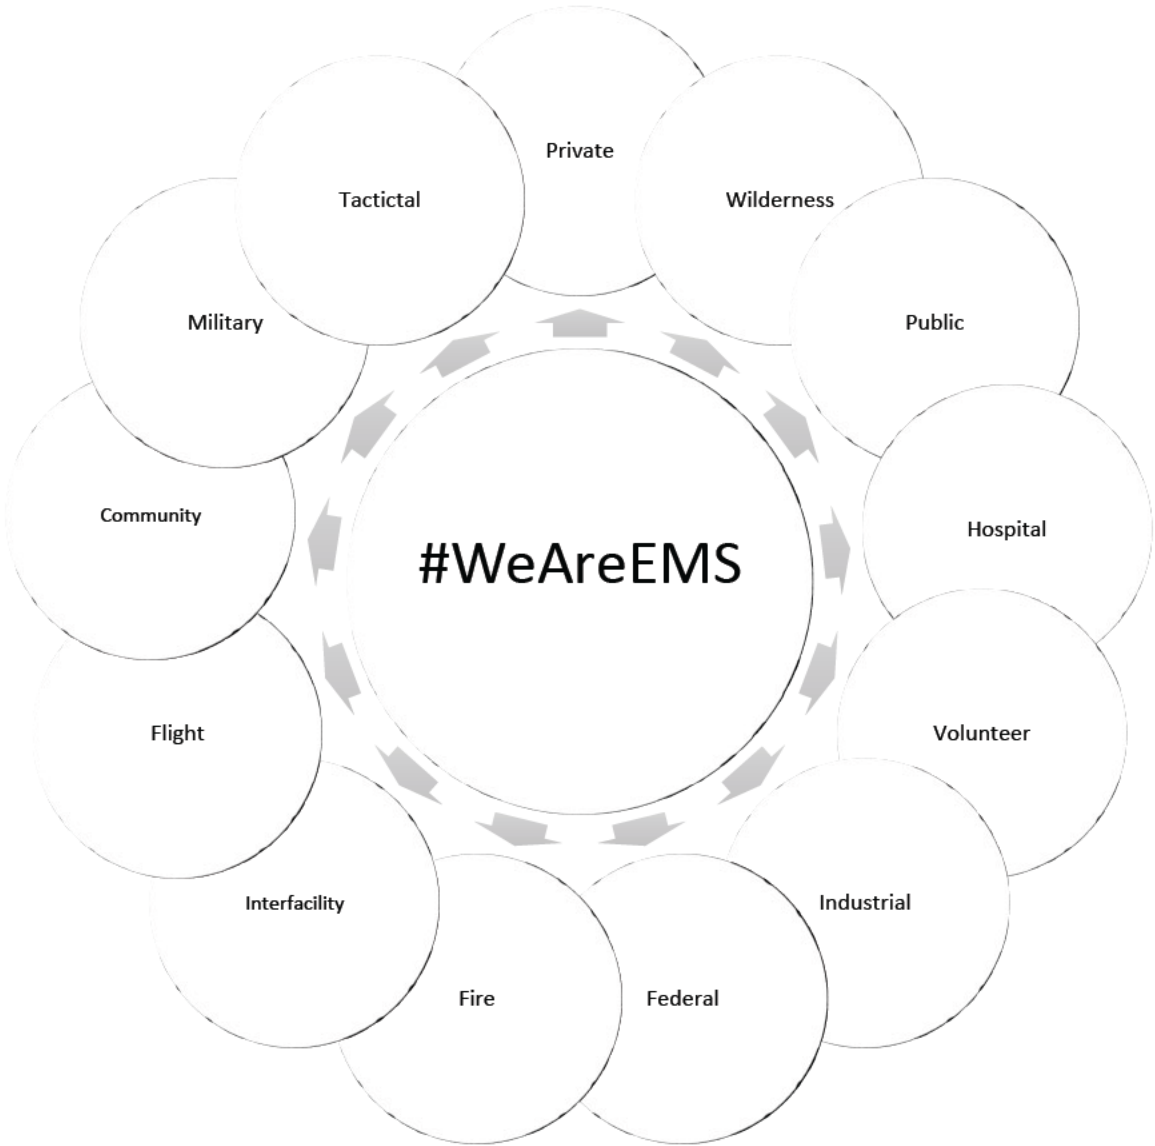 Private
Wilderness
Public
Hospital
Volunteer
Industrial
Federal
Fire
Interfacility
Flight
Community
Military
Tactictal
#WeAreEMS